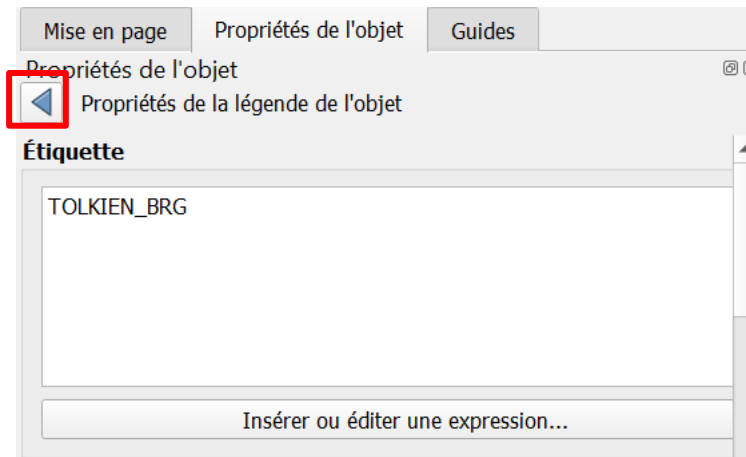 Mise en page Propriétés de l'objet Guides
Propriétés de l'objet
Propriétés de la légende de l'objet
Étiquette
TOLKIEN_BRG
Insérer ou éditer une expression...